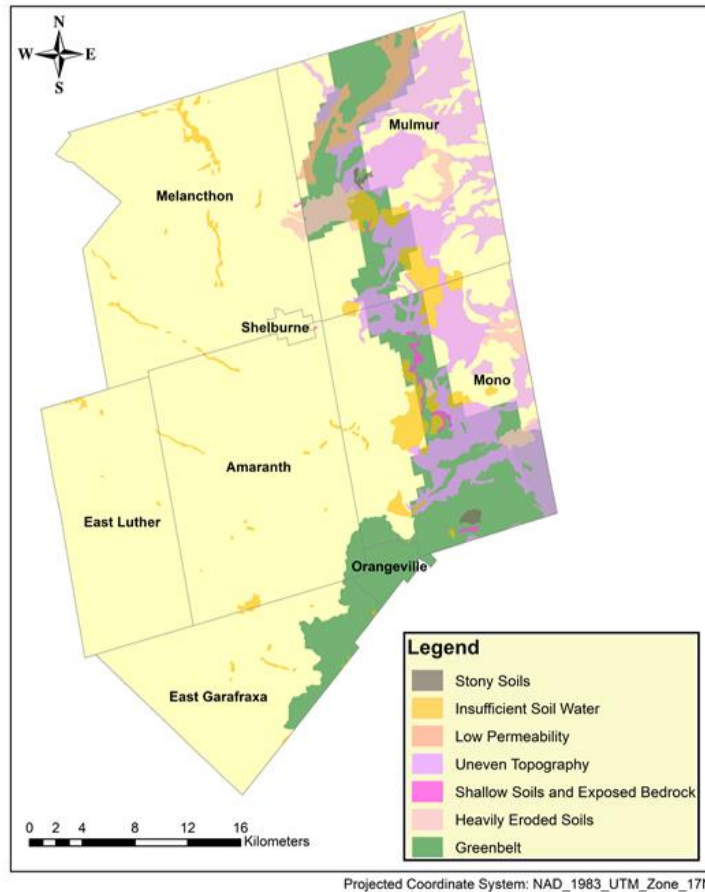 N
W E
S
Mulmur
Melancthon
Shelburne
Mono
Amaranth
East Luther
Orangeville
East Garafraxa
Legend
Stony Soils
Insufficient Soil Water
Low Permeability
Uneven Topography
Shallow Soils and Exposed Bedrock
Heavily Eroded Soils
Greenbelt
0 2 4 8 12 16
Kilometers
Projected Coordinate System: NAD_1983_UTM_Zone_17N